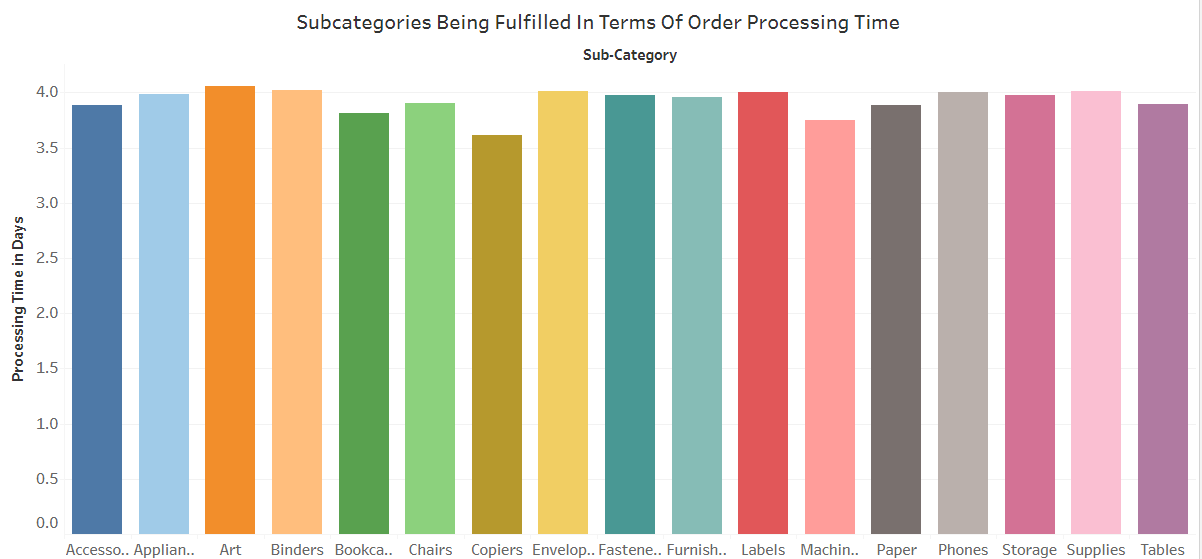 Subcategories Being Fulfilled In Terms Of Order Processing Time
Sub-Category
Processing Time in Days
4.0
3.5
3.0
2.5
2.0
1.5
1.0
0.5
0.0
Accesso.. Applian.. Art Binders Bookca.. Chairs Copiers Envelop.. Fastene.. Furnish.. Labels Machin.. Paper Phones Storage Supplies Tables